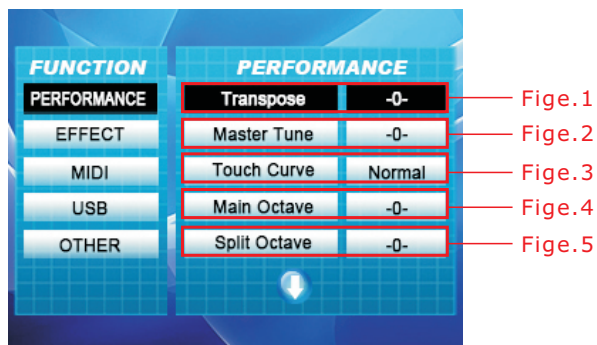 FUNCTION PERFORMANCE
PERFORMANCE Transpose -0- Fige.1
EFFECT Master Tune -0- Fige.2
MIDI Touch Curve Normal Fige.3
USB Main Octave -0- Fige.4
OTHER Split Octave -0- Fige.5